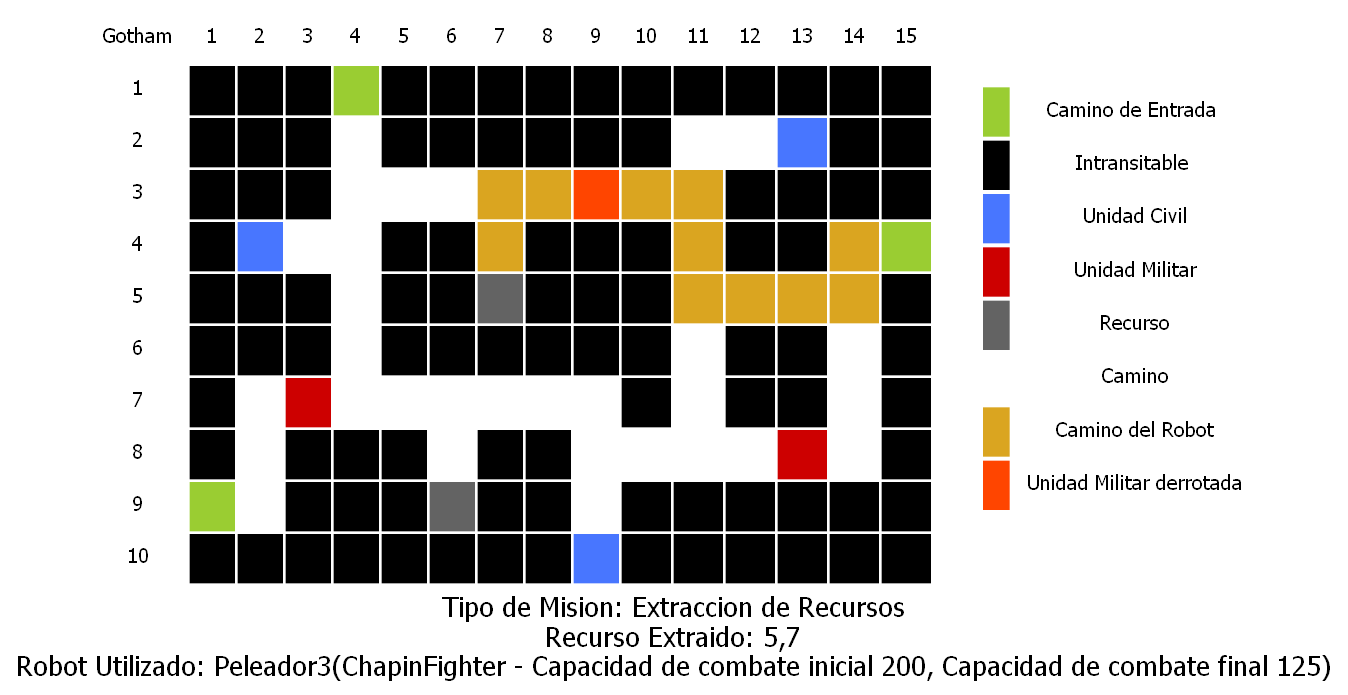 Gotham 1 2 3 4 5 6 7 8 9 10 11 12 13 14 15
1
Camino de Entrada
2
Intransitable
3
Unidad Civil
4
Unidad Militar
5
Recurso
6
Camino
7
Camino del Robot
8
Unidad Militar derrotada
9
10
Tipo de Mision: Extraccion de Recursos
Recurso Extraido: 5,7
Robot Utilizado: Peleador3(ChapinFighter - Capacidad de combate inicial 200, Capacidad de combate final 125)